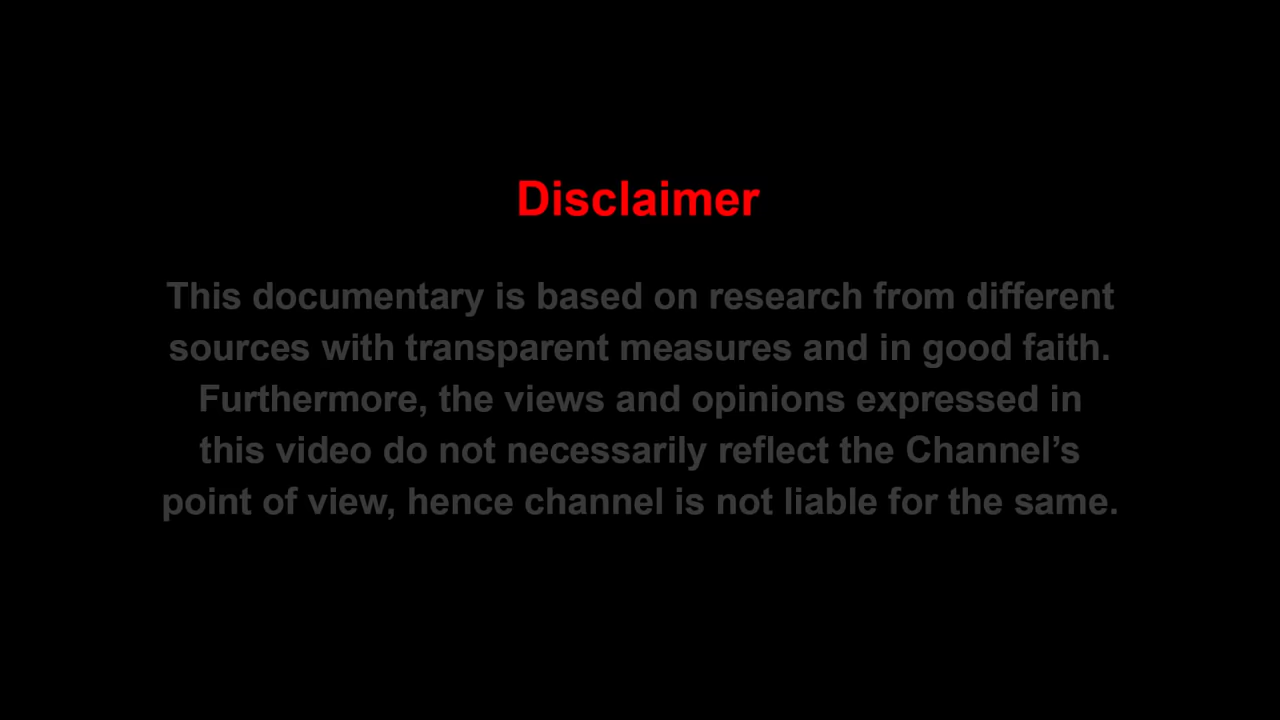 Disclaimer
This documentary is based on research from different
sources with transparent measures and in good faith.
Furthermore, the views and opinions expressed in
this video do not necessarily reflect the Channel’s
point of view, hence channel is not liable for the same.